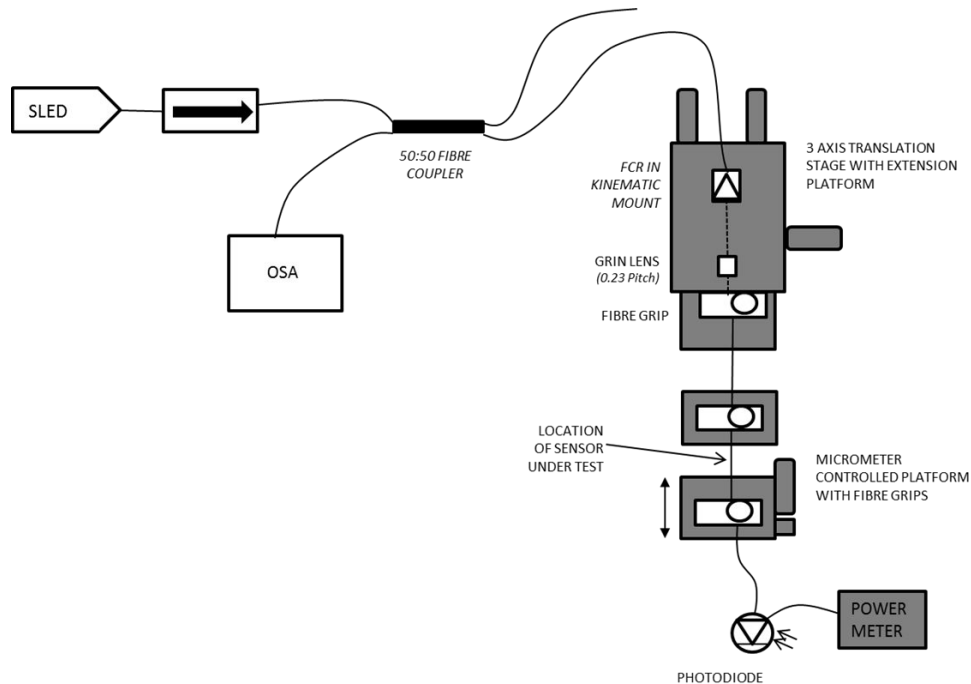 SLED
50:50 FIBRE
COUPLER
OSA
FCR IN
KINEMATIC
MOUNT
3 AXIS TRANSLATION
STAGE WITH EXTENSION
PLATFORM
GRIN LENS
(0.23 Pitch)
FIBRE GRIP
LOCATION
OF SENSOR
UNDER TEST
MICROMETER
CONTROLLED PLATFORM
WITH FIBRE GRIPS
POWER
METER
PHOTODIODE